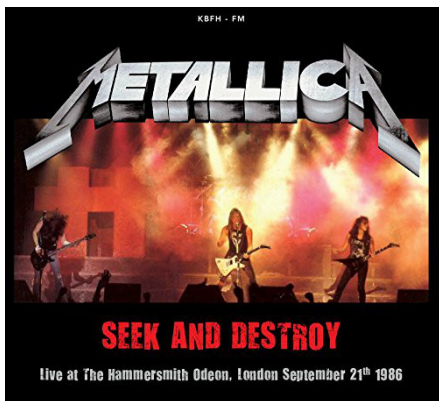 KBFH - FM
METALLICA
SEEK AND DESTROY
Live at The Hammersmith Odeon, London September 21th 1986